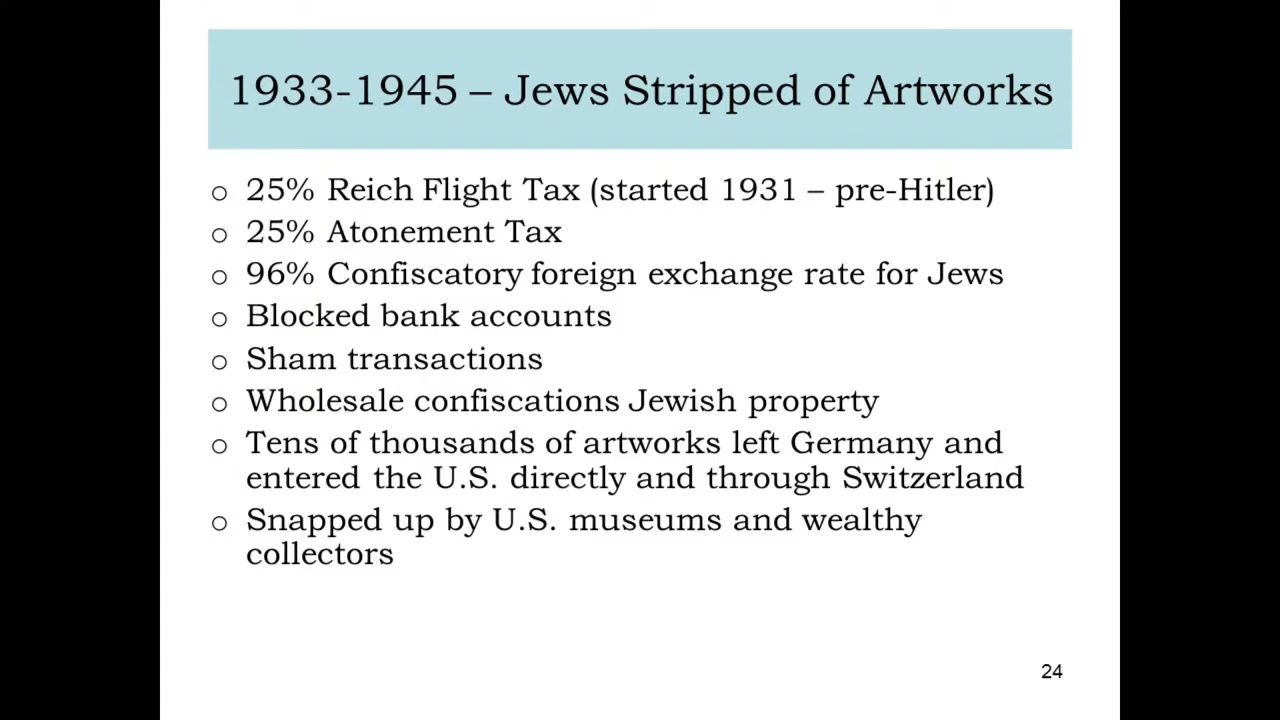 1933-1945 – Jews Stripped of Artworks
o 25% Reich Flight Tax (started 1931 – pre-Hitler)
o 25% Atonement Tax
o 96% Confiscatory foreign exchange rate for Jews
o Blocked bank accounts
o Sham transactions
o Wholesale confiscations Jewish property
o Tens of thousands of artworks left Germany and
entered the U.S. directly and through Switzerland
o Snapped up by U.S. museums and wealthy
collectors
24